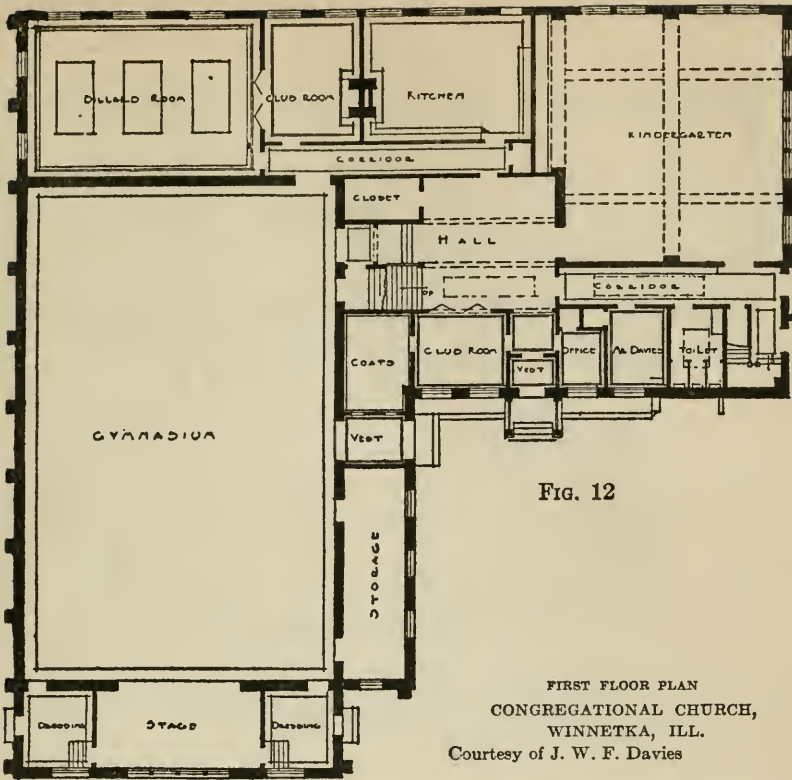 BILLARD ROOM
CLUB ROOM
KITCHEN
KINDERGARTEN
CORRIDOR
CLOSET
HALL
UP
CORRIDOR
COATS
CLUB ROOM
VEST
OFFICE
MR DAVIES
TOILET
GYMNASIUM
VEST
FIG. 12
STORAGE
DRESSING
STAGE
DRESSING
FIRST FLOOR PLAN
CONGREGATIONAL CHURCH,
WINNETKA, ILL.
Courtesy of J. W. F. Davies